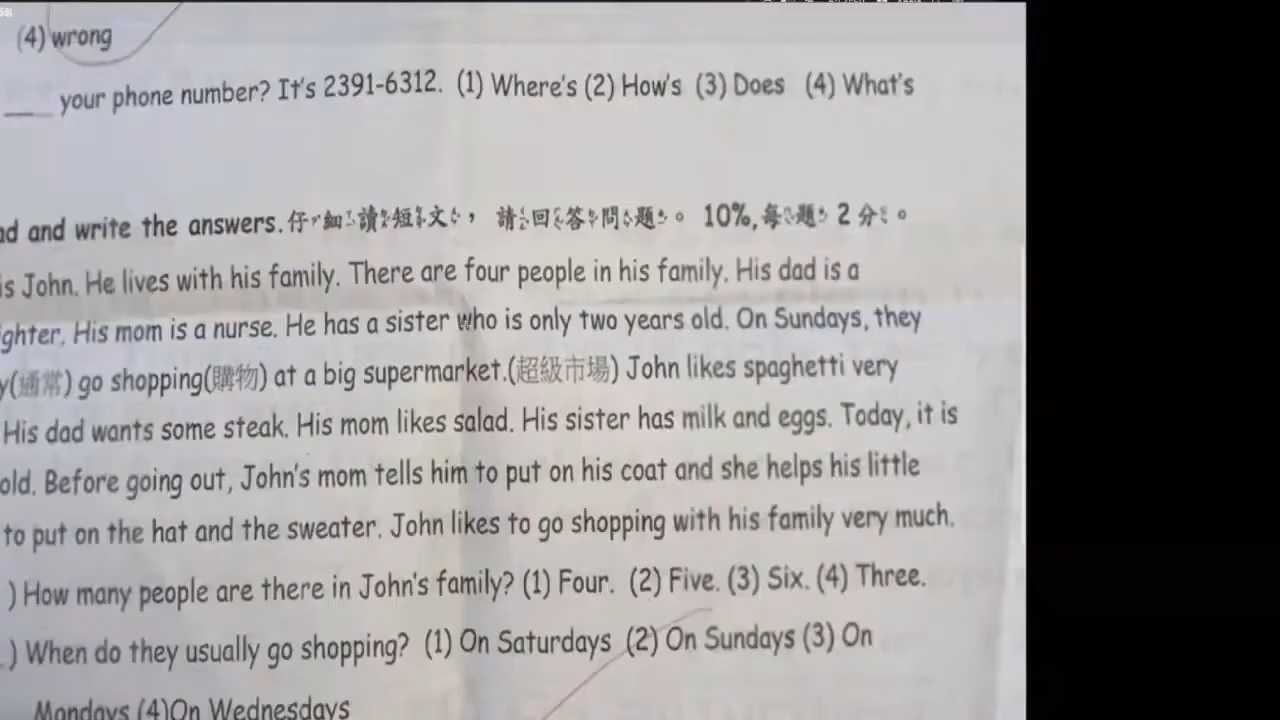 (4) wrong
___ your phone number? It's 2391-6312. (1) Where's (2) How's (3) Does (4) What's
and write the answers. 仔細讀短文，請回答問題。 10%,每題 2 分。
is John. He lives with his family. There are four people in his family. His dad is a
ghter. His mom is a nurse. He has a sister who is only two years old. On Sundays, they
y(通常) go shopping(購物) at a big supermarket.(超級市場) John likes spaghetti very
His dad wants some steak. His mom likes salad. His sister has milk and eggs. Today, it is
old. Before going out, John's mom tells him to put on his coat and she helps his little
to put on the hat and the sweater. John likes to go shopping with his family very much.
) How many people are there in John's family? (1) Four. (2) Five. (3) Six. (4) Three.
) When do they usually go shopping? (1) On Saturdays (2) On Sundays (3) On
Mondays (4)On Wednesdays